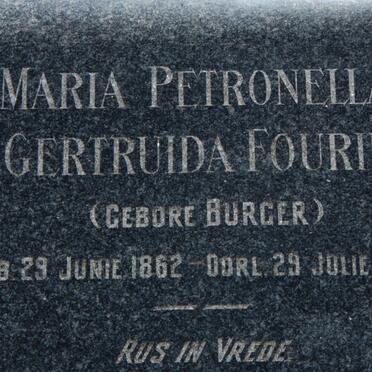 MARIA PETRONELLA
GERTRUIDA FOURI
(GEBORE BURGER)
B. 29 JUNIE 1862 – OORL. 29 JULIE
RUS IN VREDE